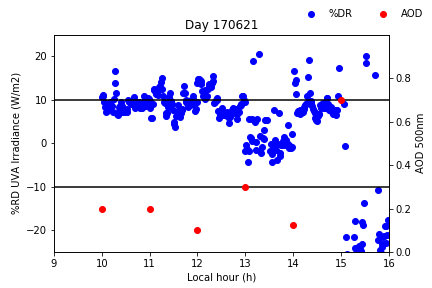 %DR AOD
Day 170621
%RD UVA Irradiance (W/m2)
20
10
0
−10
−20
AOD 500nm
0.8
0.6
0.4
0.2
0.0
9 10 11 12 13 14 15 16
Local hour (h)